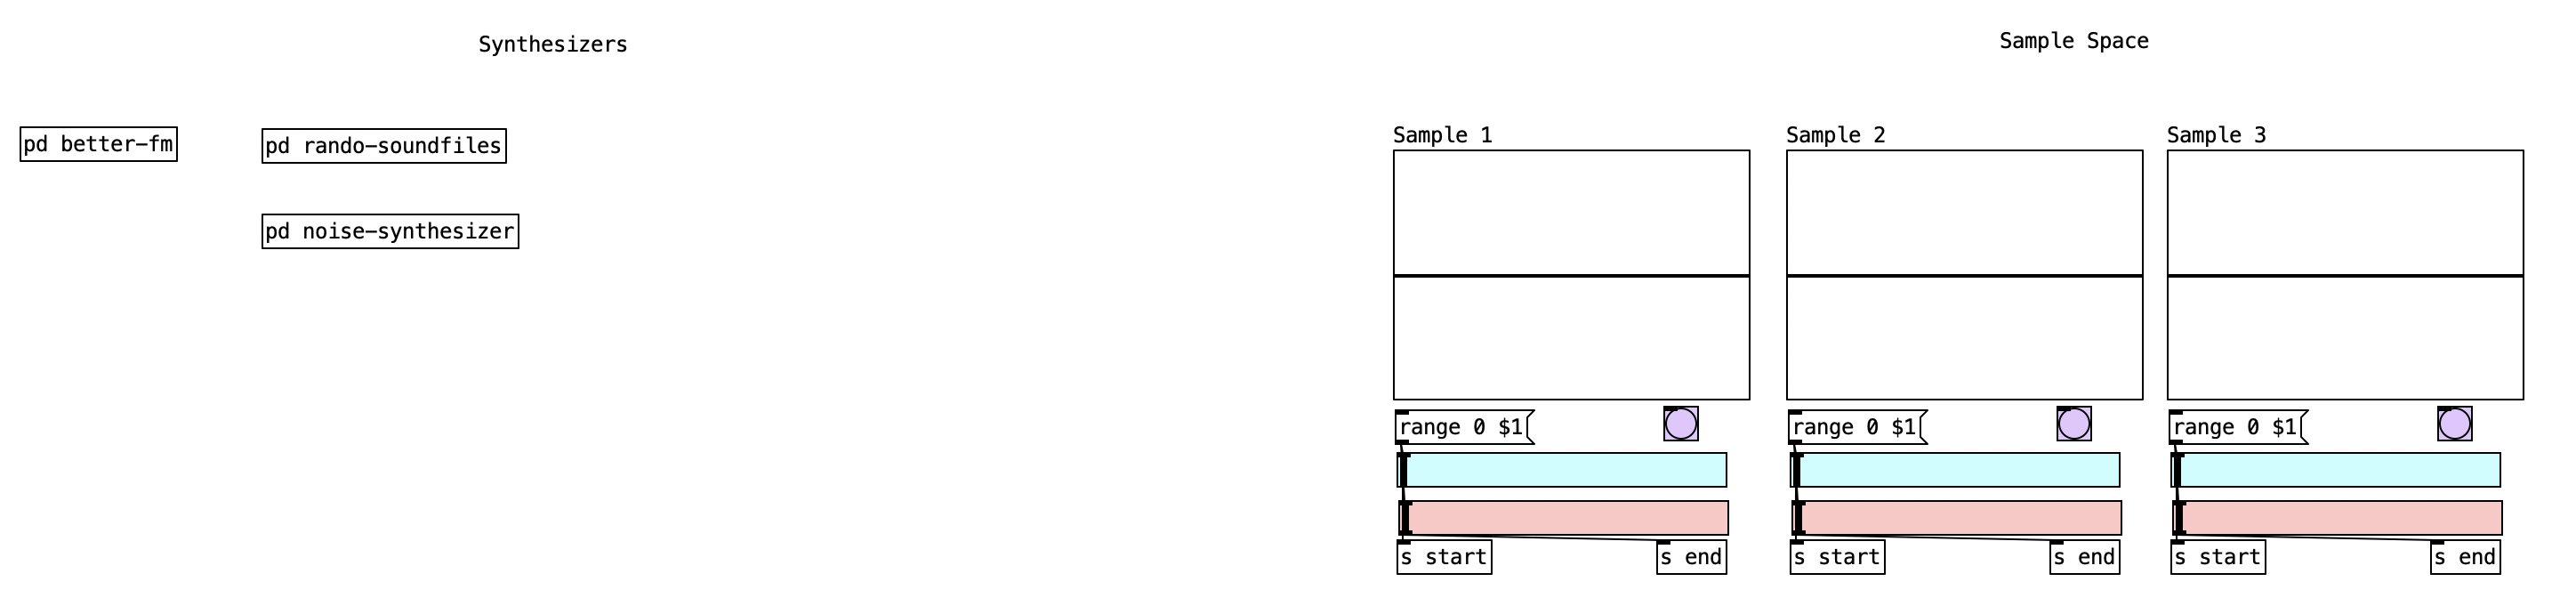 Synthesizers
Sample Space
pd better-fm
pd rando-soundfiles
pd noise-synthesizer
Sample 1
Sample 2
Sample 3
range 0 $1
range 0 $1
range 0 $1
s start
s end
s start
s end
s start
s end